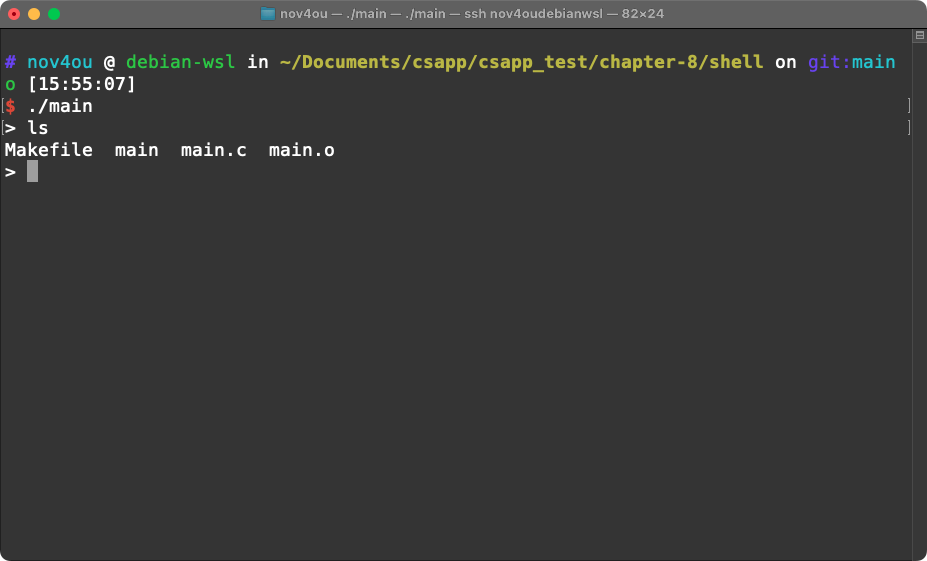 nov4ou — ./main — ./main — ssh nov4oudebianwsl — 82×24
# nov4ou @ debian-wsl in ~/Documents/csapp/csapp_test/chapter-8/shell on git:main
o [15:55:07]
[$ ./main ]
[> ls ]
Makefile  main  main.c  main.o
>